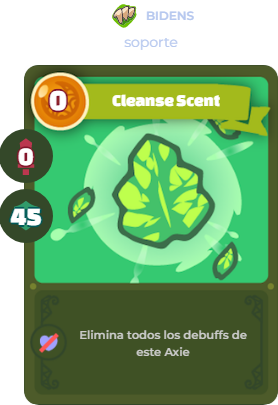 BIDENS
soporte
0
Cleanse Scent
0
45
Elimina todos los debuffs de
este Axie